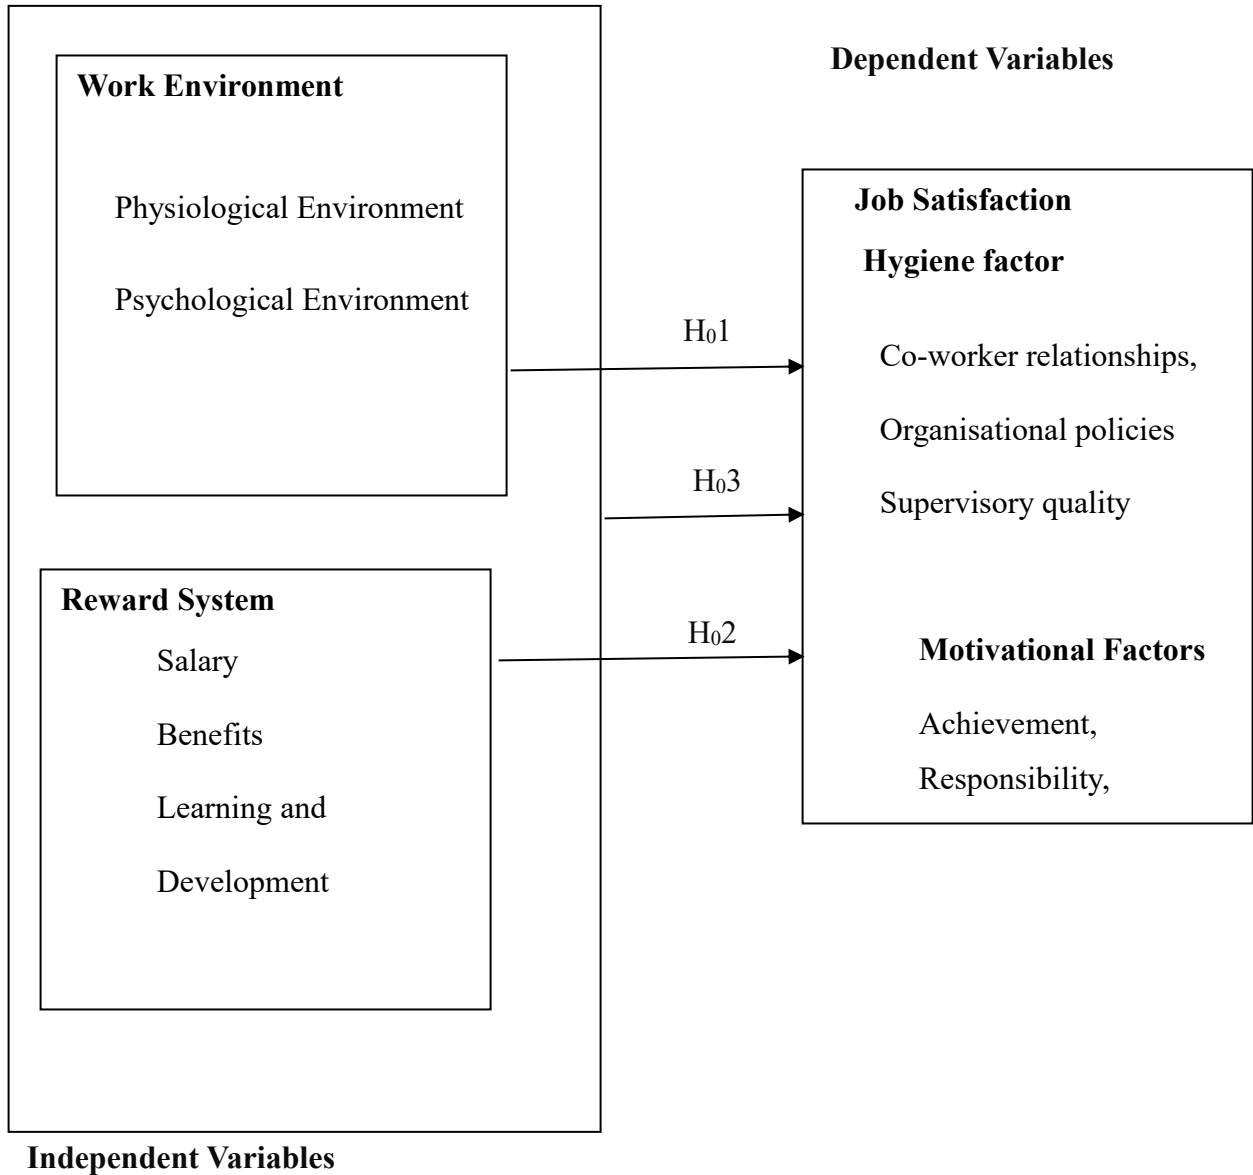 Work Environment
Physiological Environment
Psychological Environment
Reward System
Salary
Benefits
Learning and
Development
Independent Variables
H₀1
H₀3
H₀2
Dependent Variables
Job Satisfaction
Hygiene factor
Co-worker relationships,
Organisational policies
Supervisory quality
Motivational Factors
Achievement,
Responsibility,